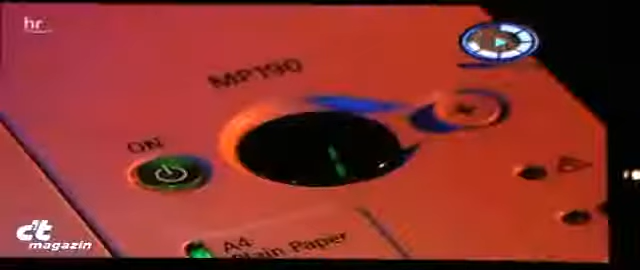 hr
MP190
ON
A4
Plain Paper
c't
magazin